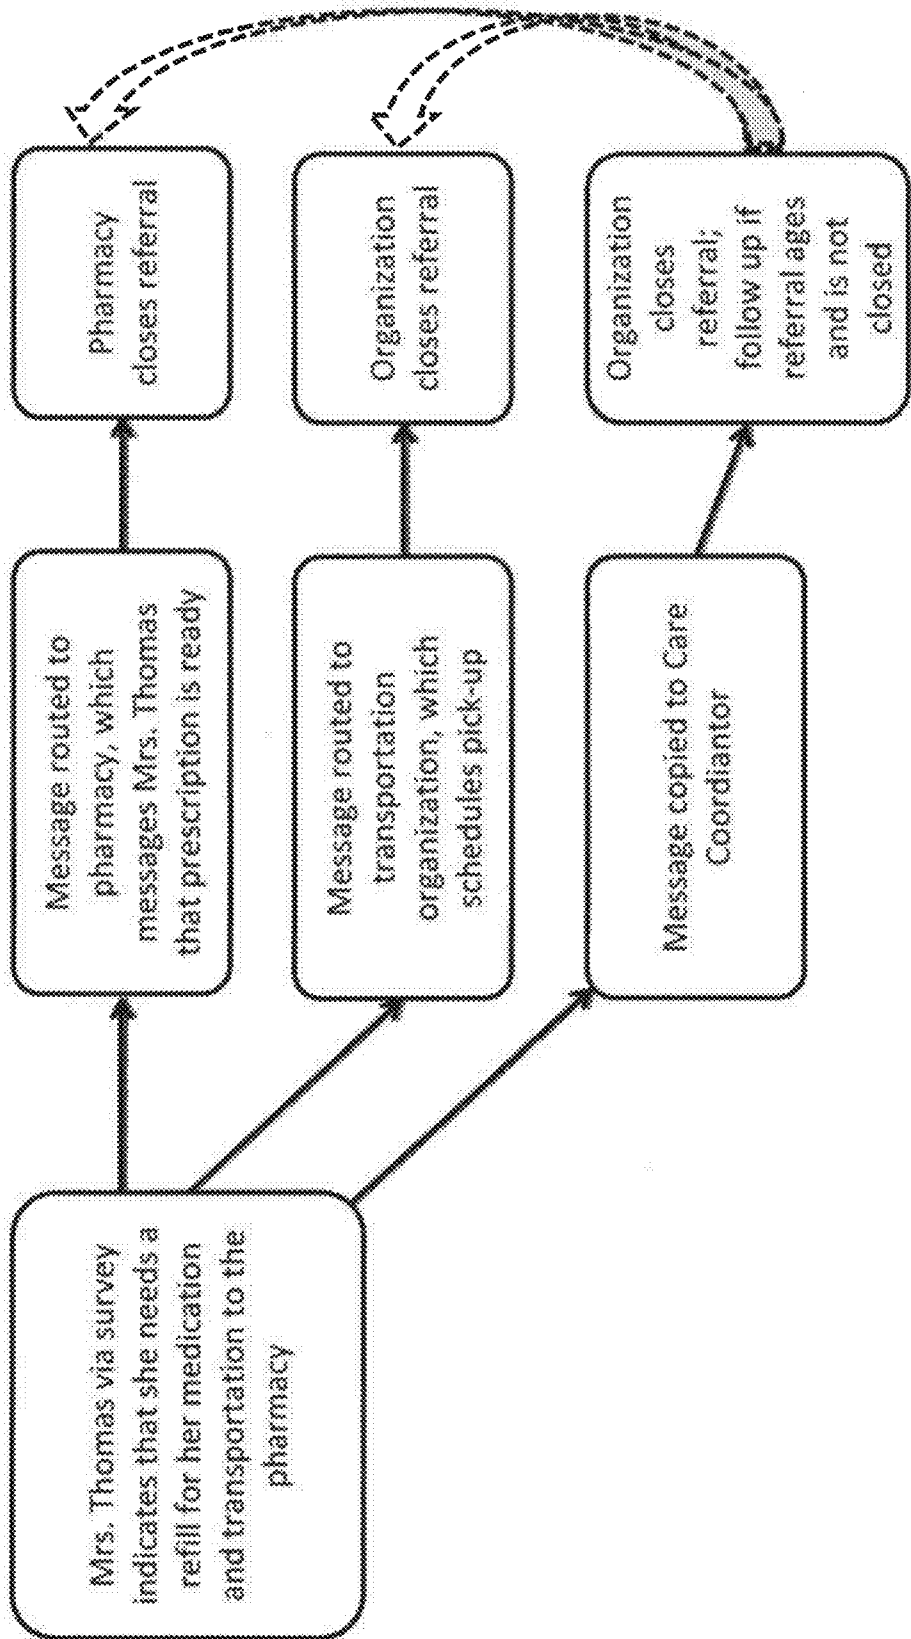 Mrs. Thomas via survey
indicates that she needs a
refill for her medication
and transportation to the
pharmacy
Message routed to
pharmacy, which
messages Mrs. Thomas
that prescription is ready
Pharmacy
closes referral
Message routed to
transportation
organization, which
schedules pick-up
Organization
closes referral
Message copied to Care
Coordiantor
Organization
closes
referral;
follow up if
referral ages
and is not
closed